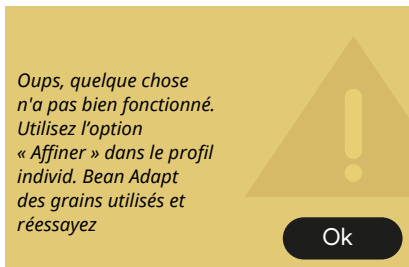 Oups, quelque chose
n'a pas bien fonctionné.
Utilisez l’option
« Affiner » dans le profil
individ. Bean Adapt
des grains utilisés et
réessayez
Ok